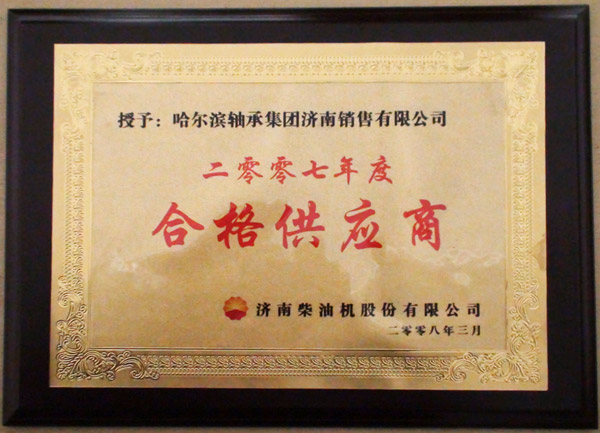 授予：哈尔滨轴承集团济南销售有限公司
二零零七年度
合格供应商
济南柴油机股份有限公司
二零零八年三月